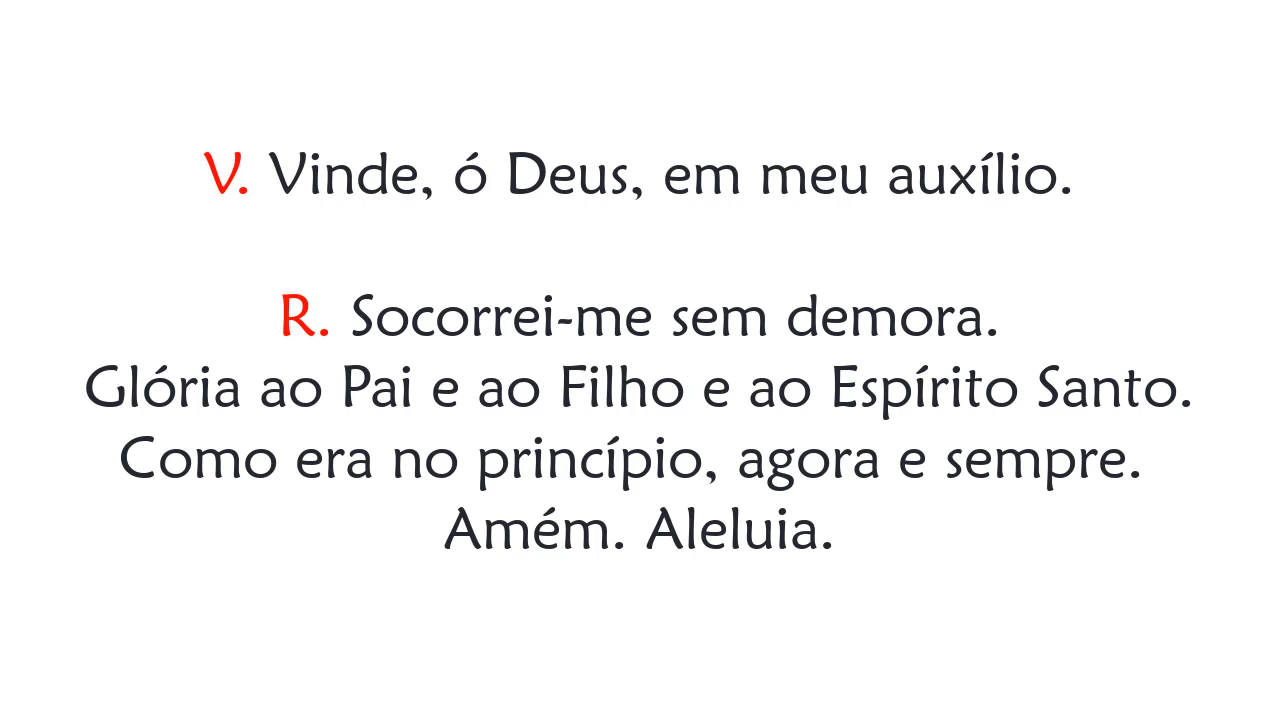 V. Vinde, ó Deus, em meu auxílio.
R. Socorrei-me sem demora.
Glória ao Pai e ao Filho e ao Espírito Santo.
Como era no princípio, agora e sempre.
Amém. Aleluia.